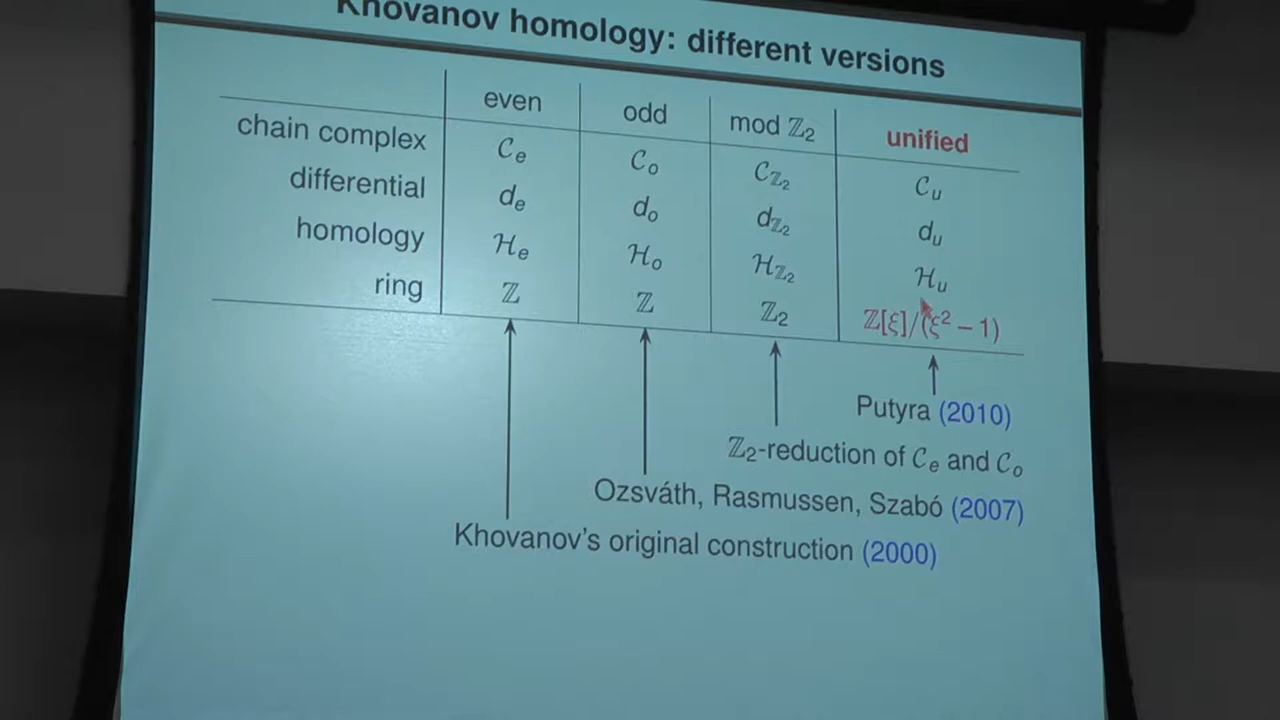 Khovanov homology: different versions
even odd mod ℤ₂ unified
chain complex 𝒞ₑ 𝒞ₒ 𝒞_{ℤ₂} 𝒞ᵤ
differential dₑ dₒ d_{ℤ₂} dᵤ
homology ℋₑ ℋₒ ℋ_{ℤ₂} ℋᵤ
ring ℤ ℤ ℤ₂ ℤ[ξ]/(ξ² – 1)
Putyra (2010)
ℤ₂-reduction of 𝒞ₑ and 𝒞ₒ
Ozsváth, Rasmussen, Szabó (2007)
Khovanov's original construction (2000)